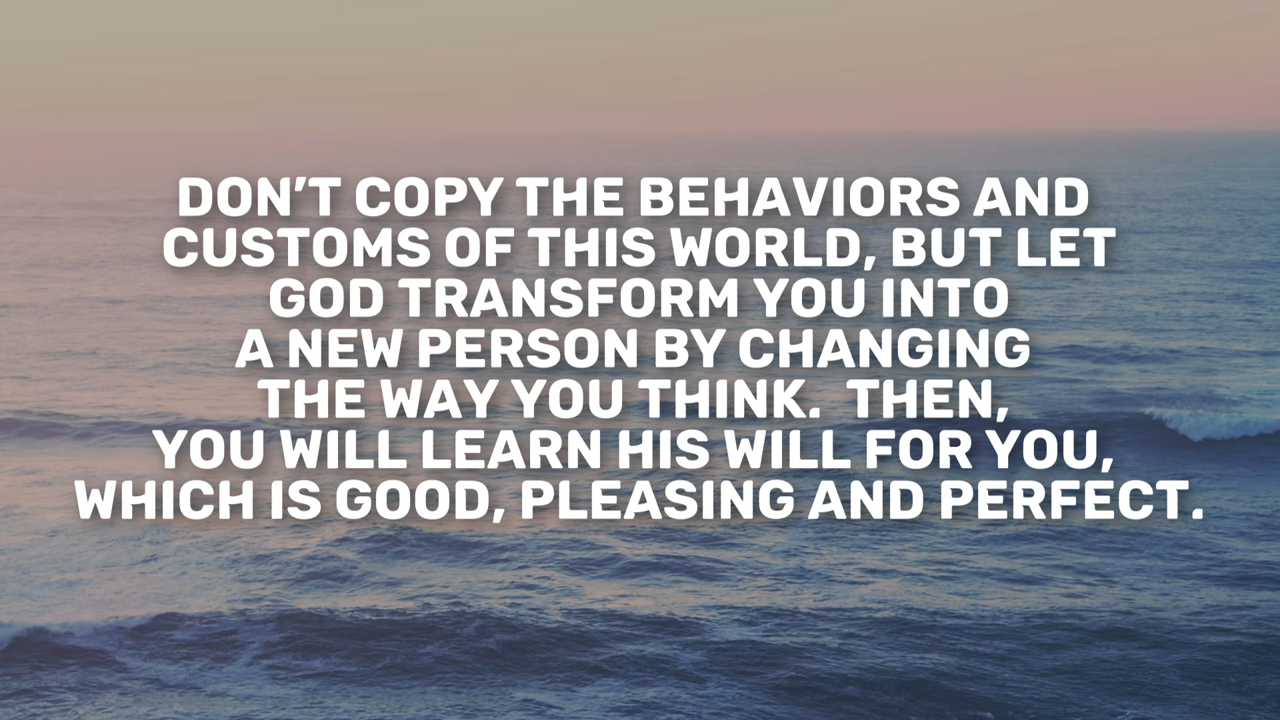 DON’T COPY THE BEHAVIORS AND
CUSTOMS OF THIS WORLD, BUT LET
GOD TRANSFORM YOU INTO
A NEW PERSON BY CHANGING
THE WAY YOU THINK.  THEN,
YOU WILL LEARN HIS WILL FOR YOU,
WHICH IS GOOD, PLEASING AND PERFECT.